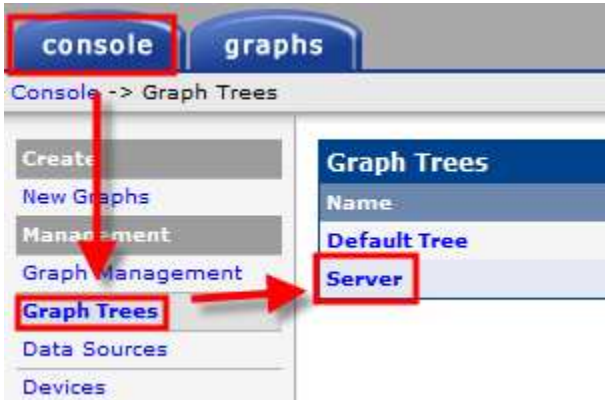 console graphs
Console -> Graph Trees
Create
New Graphs
Management
Graph Management
Graph Trees
Data Sources
Devices
Graph Trees
Name
Default Tree
Server